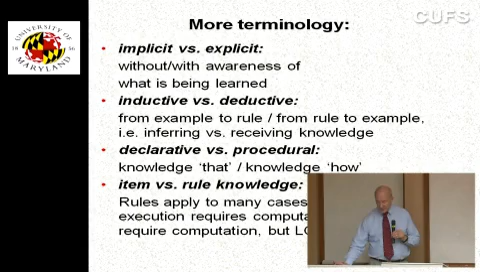 CUFS
More terminology:
UNIVERSITY OF
18 56
MARYLAND
• implicit vs. explicit:
without/with awareness of
what is being learned
• inductive vs. deductive:
from example to rule / from rule to example,
i.e. inferring vs. receiving knowledge
• declarative vs. procedural:
knowledge ‘that’ / knowledge ‘how’
• item vs. rule knowledge:
Rules apply to many cases
execution requires
require computation, but